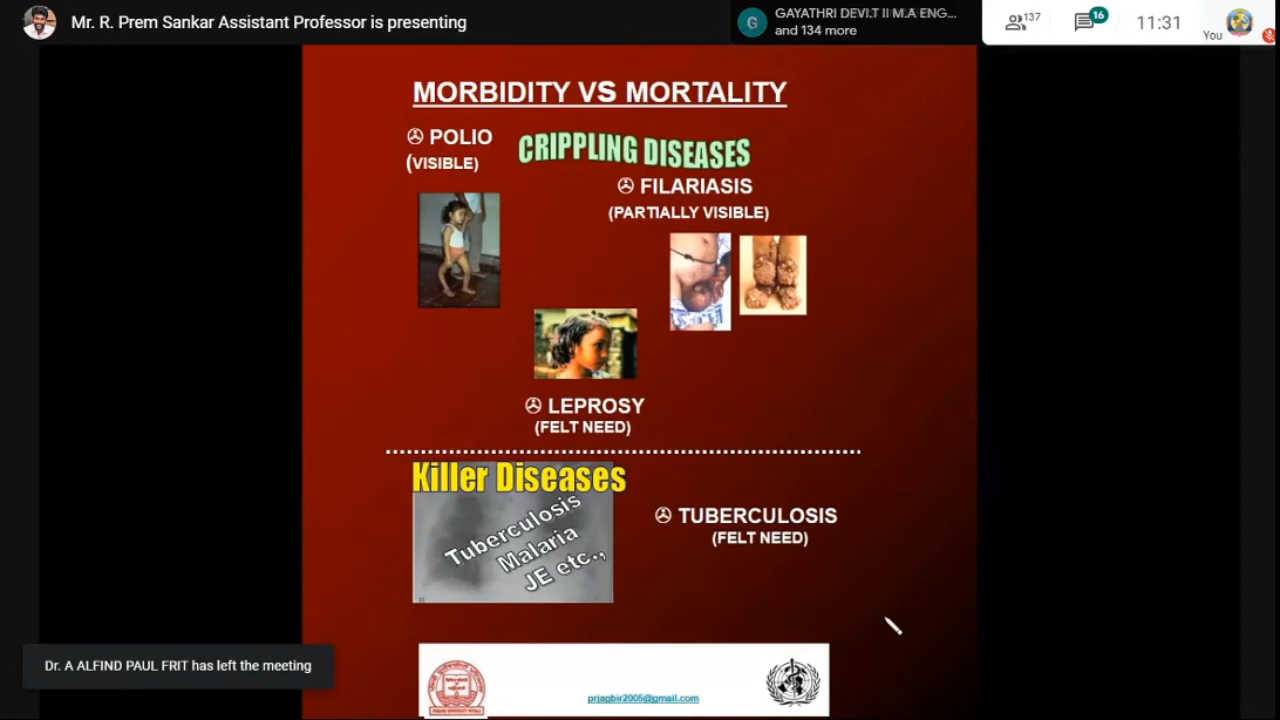 Mr. R. Prem Sankar Assistant Professor is presenting
G
GAYATHRI DEVI.T II M.A ENG...
and 134 more
137
16
11:31
You
MORBIDITY VS MORTALITY
POLIO
(VISIBLE)
CRIPPLING DISEASES
FILARIASIS
(PARTIALLY VISIBLE)
LEPROSY
(FELT NEED)
Killer Diseases
Tuberculosis
Malaria
JE etc.,
TUBERCULOSIS
(FELT NEED)
Dr. A ALFIND PAUL FRIT has left the meeting
prjagbir2005@gmail.com